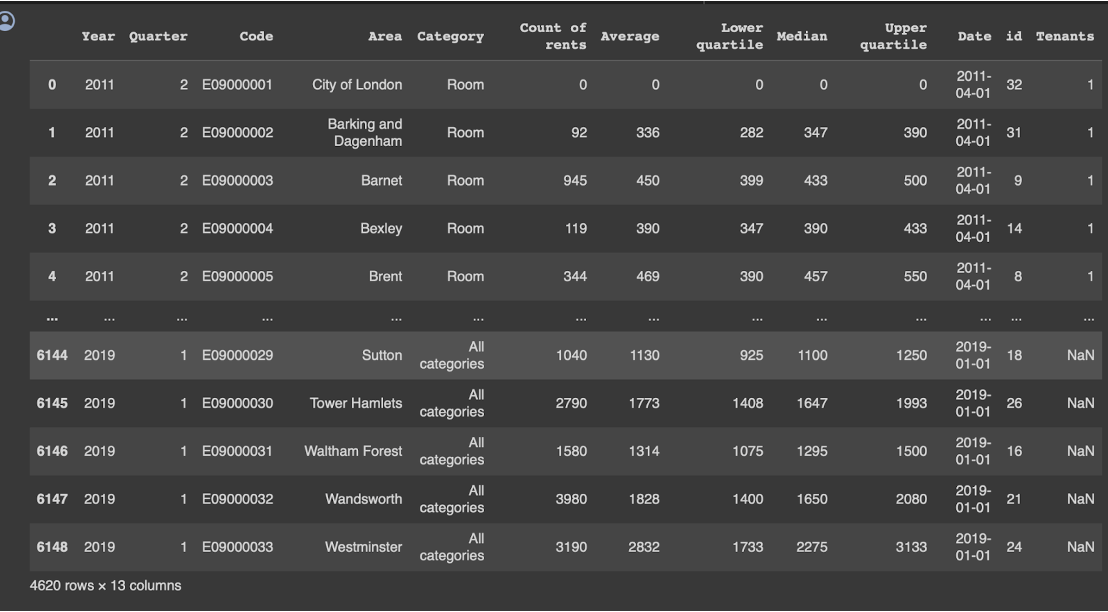 Year Quarter Code Area Category Count of rents Average Lower quartile Median Upper quartile Date id Tenants
0 2011 2 E09000001 City of London Room 0 0 0 0 0 2011-04-01 32 1
1 2011 2 E09000002 Barking and Dagenham Room 92 336 282 347 390 2011-04-01 31 1
2 2011 2 E09000003 Barnet Room 945 450 399 433 500 2011-04-01 9 1
3 2011 2 E09000004 Bexley Room 119 390 347 390 433 2011-04-01 14 1
4 2011 2 E09000005 Brent Room 344 469 390 457 550 2011-04-01 8 1
... ... ... ... ... ... ... ... ... ... ... ... ... ...
6144 2019 1 E09000029 Sutton All categories 1040 1130 925 1100 1250 2019-01-01 18 NaN
6145 2019 1 E09000030 Tower Hamlets All categories 2790 1773 1408 1647 1993 2019-01-01 26 NaN
6146 2019 1 E09000031 Waltham Forest All categories 1580 1314 1075 1295 1500 2019-01-01 16 NaN
6147 2019 1 E09000032 Wandsworth All categories 3980 1828 1400 1650 2080 2019-01-01 21 NaN
6148 2019 1 E09000033 Westminster All categories 3190 2832 1733 2275 3133 2019-01-01 24 NaN
4620 rows × 13 columns